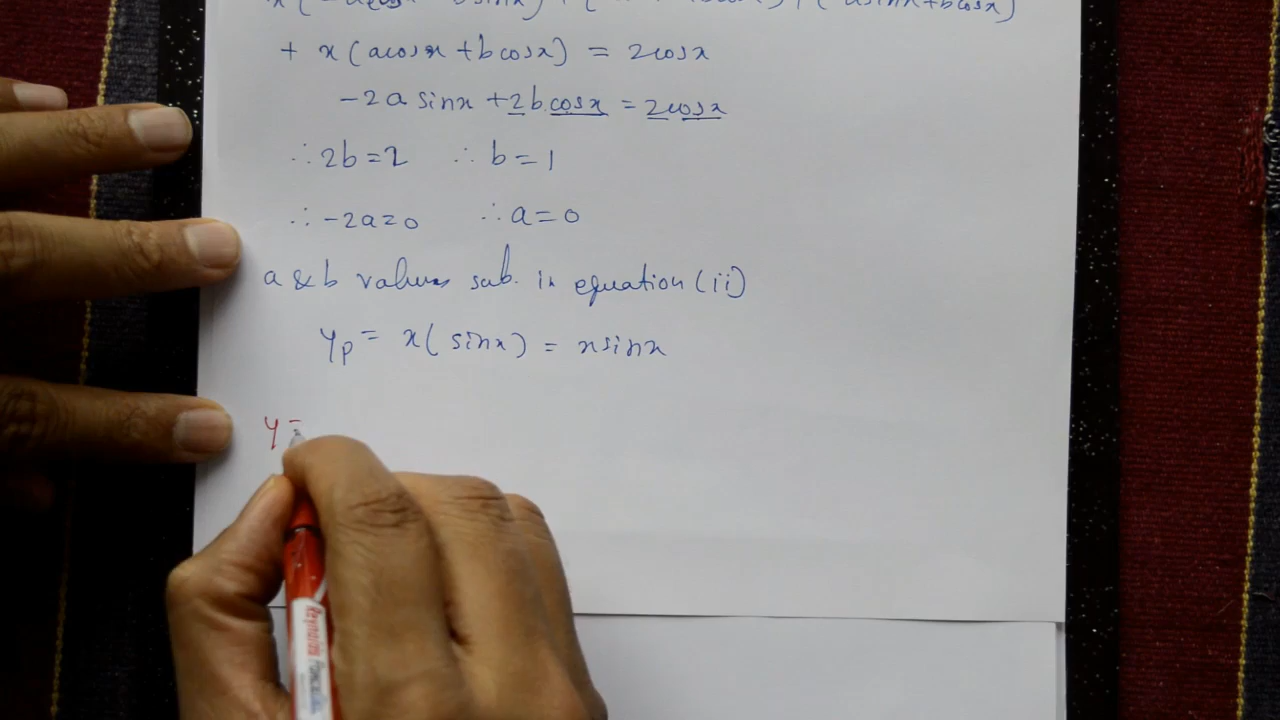 + x(acosx + bcosx) = 2cosx
-2a sinx + 2b cosx = 2cosx
∴ 2b = 2 ∴ b = 1
∴ -2a = 0 ∴ a = 0
a & b values sub. in equation (ii)
yp = x( sinx) = xsinx
y =
Reynolds